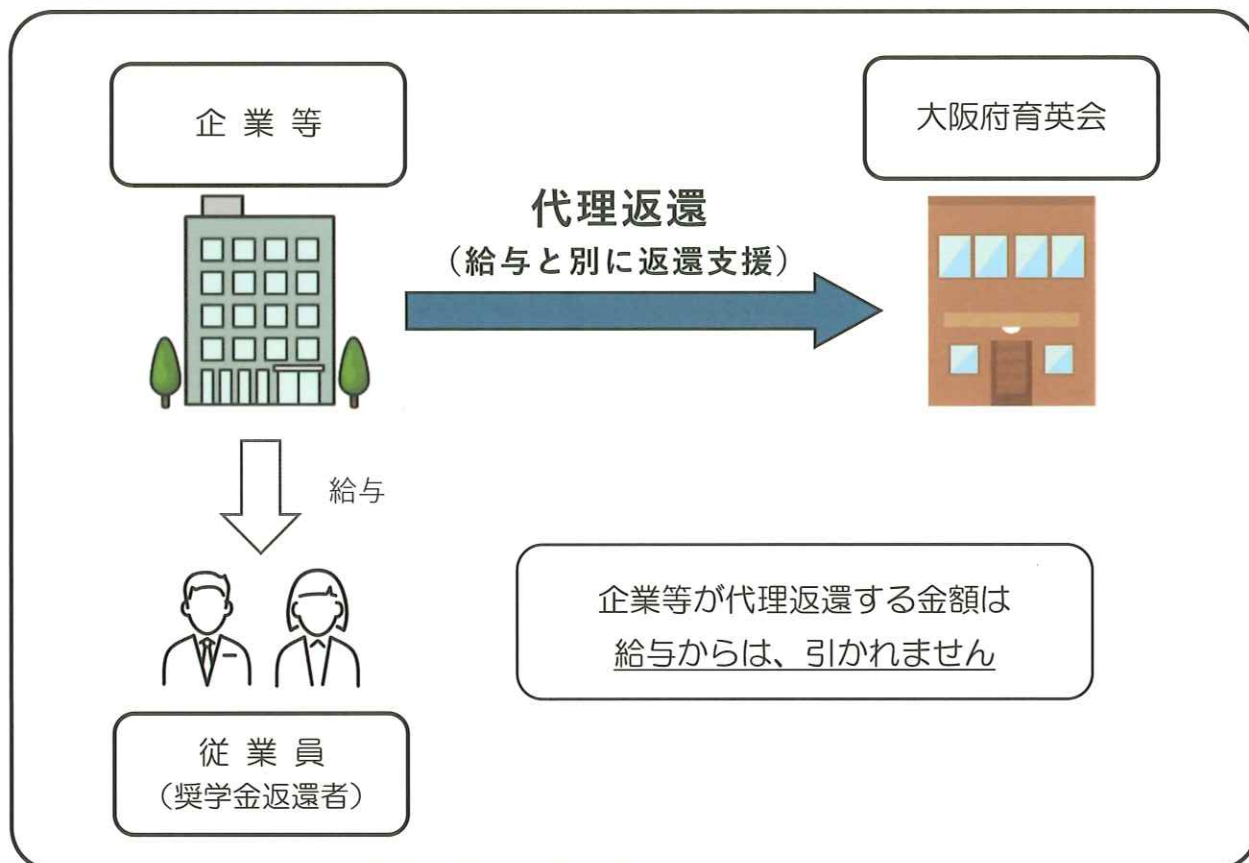 企業等
大阪府育英会
代理返還
（給与と別に返還支援）
給与
企業等が代理返還する金額は
給与からは、引かれません
従業員
（奨学金返還者）